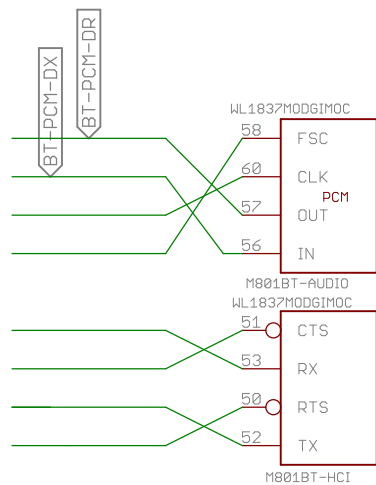 BT-PCM-DR
BT-PCM-DX
WL1837MODGIMOC
58 FSC
60 CLK
PCM
57 OUT
56 IN
M801BT-AUDIO
WL1837MODGIMOC
51 CTS
53 RX
50 RTS
52 TX
M801BT-HCI